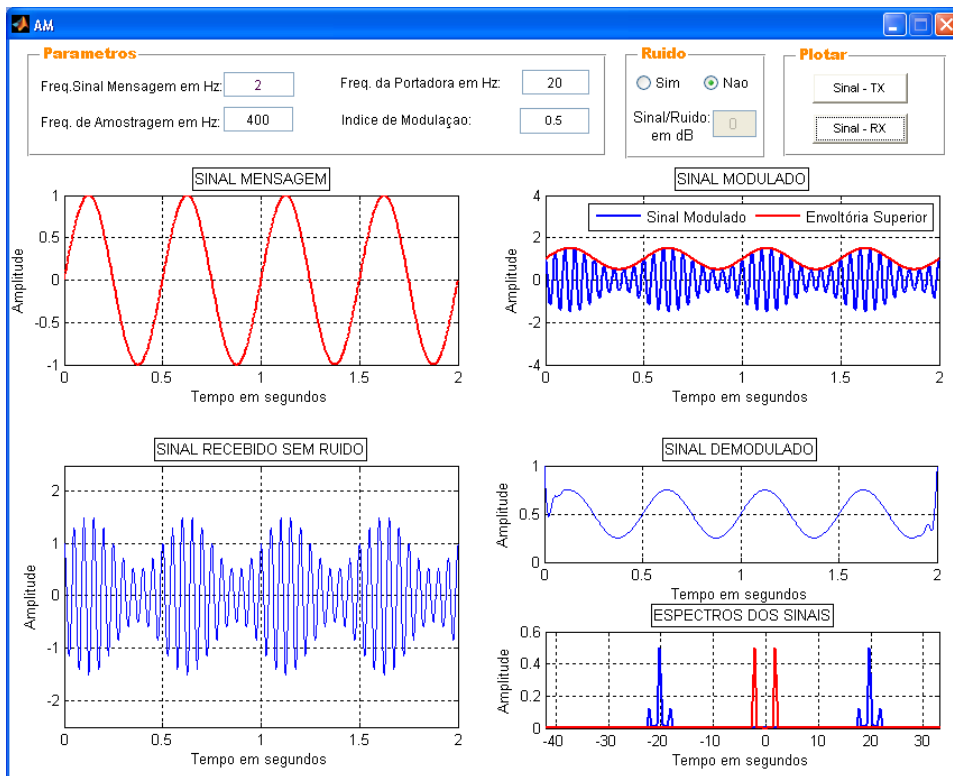 AM
Parametros
Freq.Sinal Mensagem em Hz: 2
Freq. da Portadora em Hz: 20
Freq. de Amostragem em Hz: 400
Indice de Modulaçao: 0.5
Ruido
Sim Nao
Sinal/Ruido: 0
em dB
Plotar
Sinal - TX
Sinal - RX
SINAL MENSAGEM
Amplitude
1
0.5
0
-0.5
-1
0 0.5 1 1.5 2
Tempo em segundos
SINAL MODULADO
Sinal Modulado Envoltória Superior
Amplitude
4
2
0
-2
-4
0 0.5 1 1.5 2
Tempo em segundos
SINAL RECEBIDO SEM RUIDO
Amplitude
2
1
0
-1
-2
0 0.5 1 1.5 2
Tempo em segundos
SINAL DEMODULADO
Amplitude
1
0.5
0
0 0.5 1 1.5 2
Tempo em segundos
ESPECTROS DOS SINAIS
Amplitude
0.6
0.4
0.2
0
-40 -30 -20 -10 0 10 20 30
Tempo em segundos